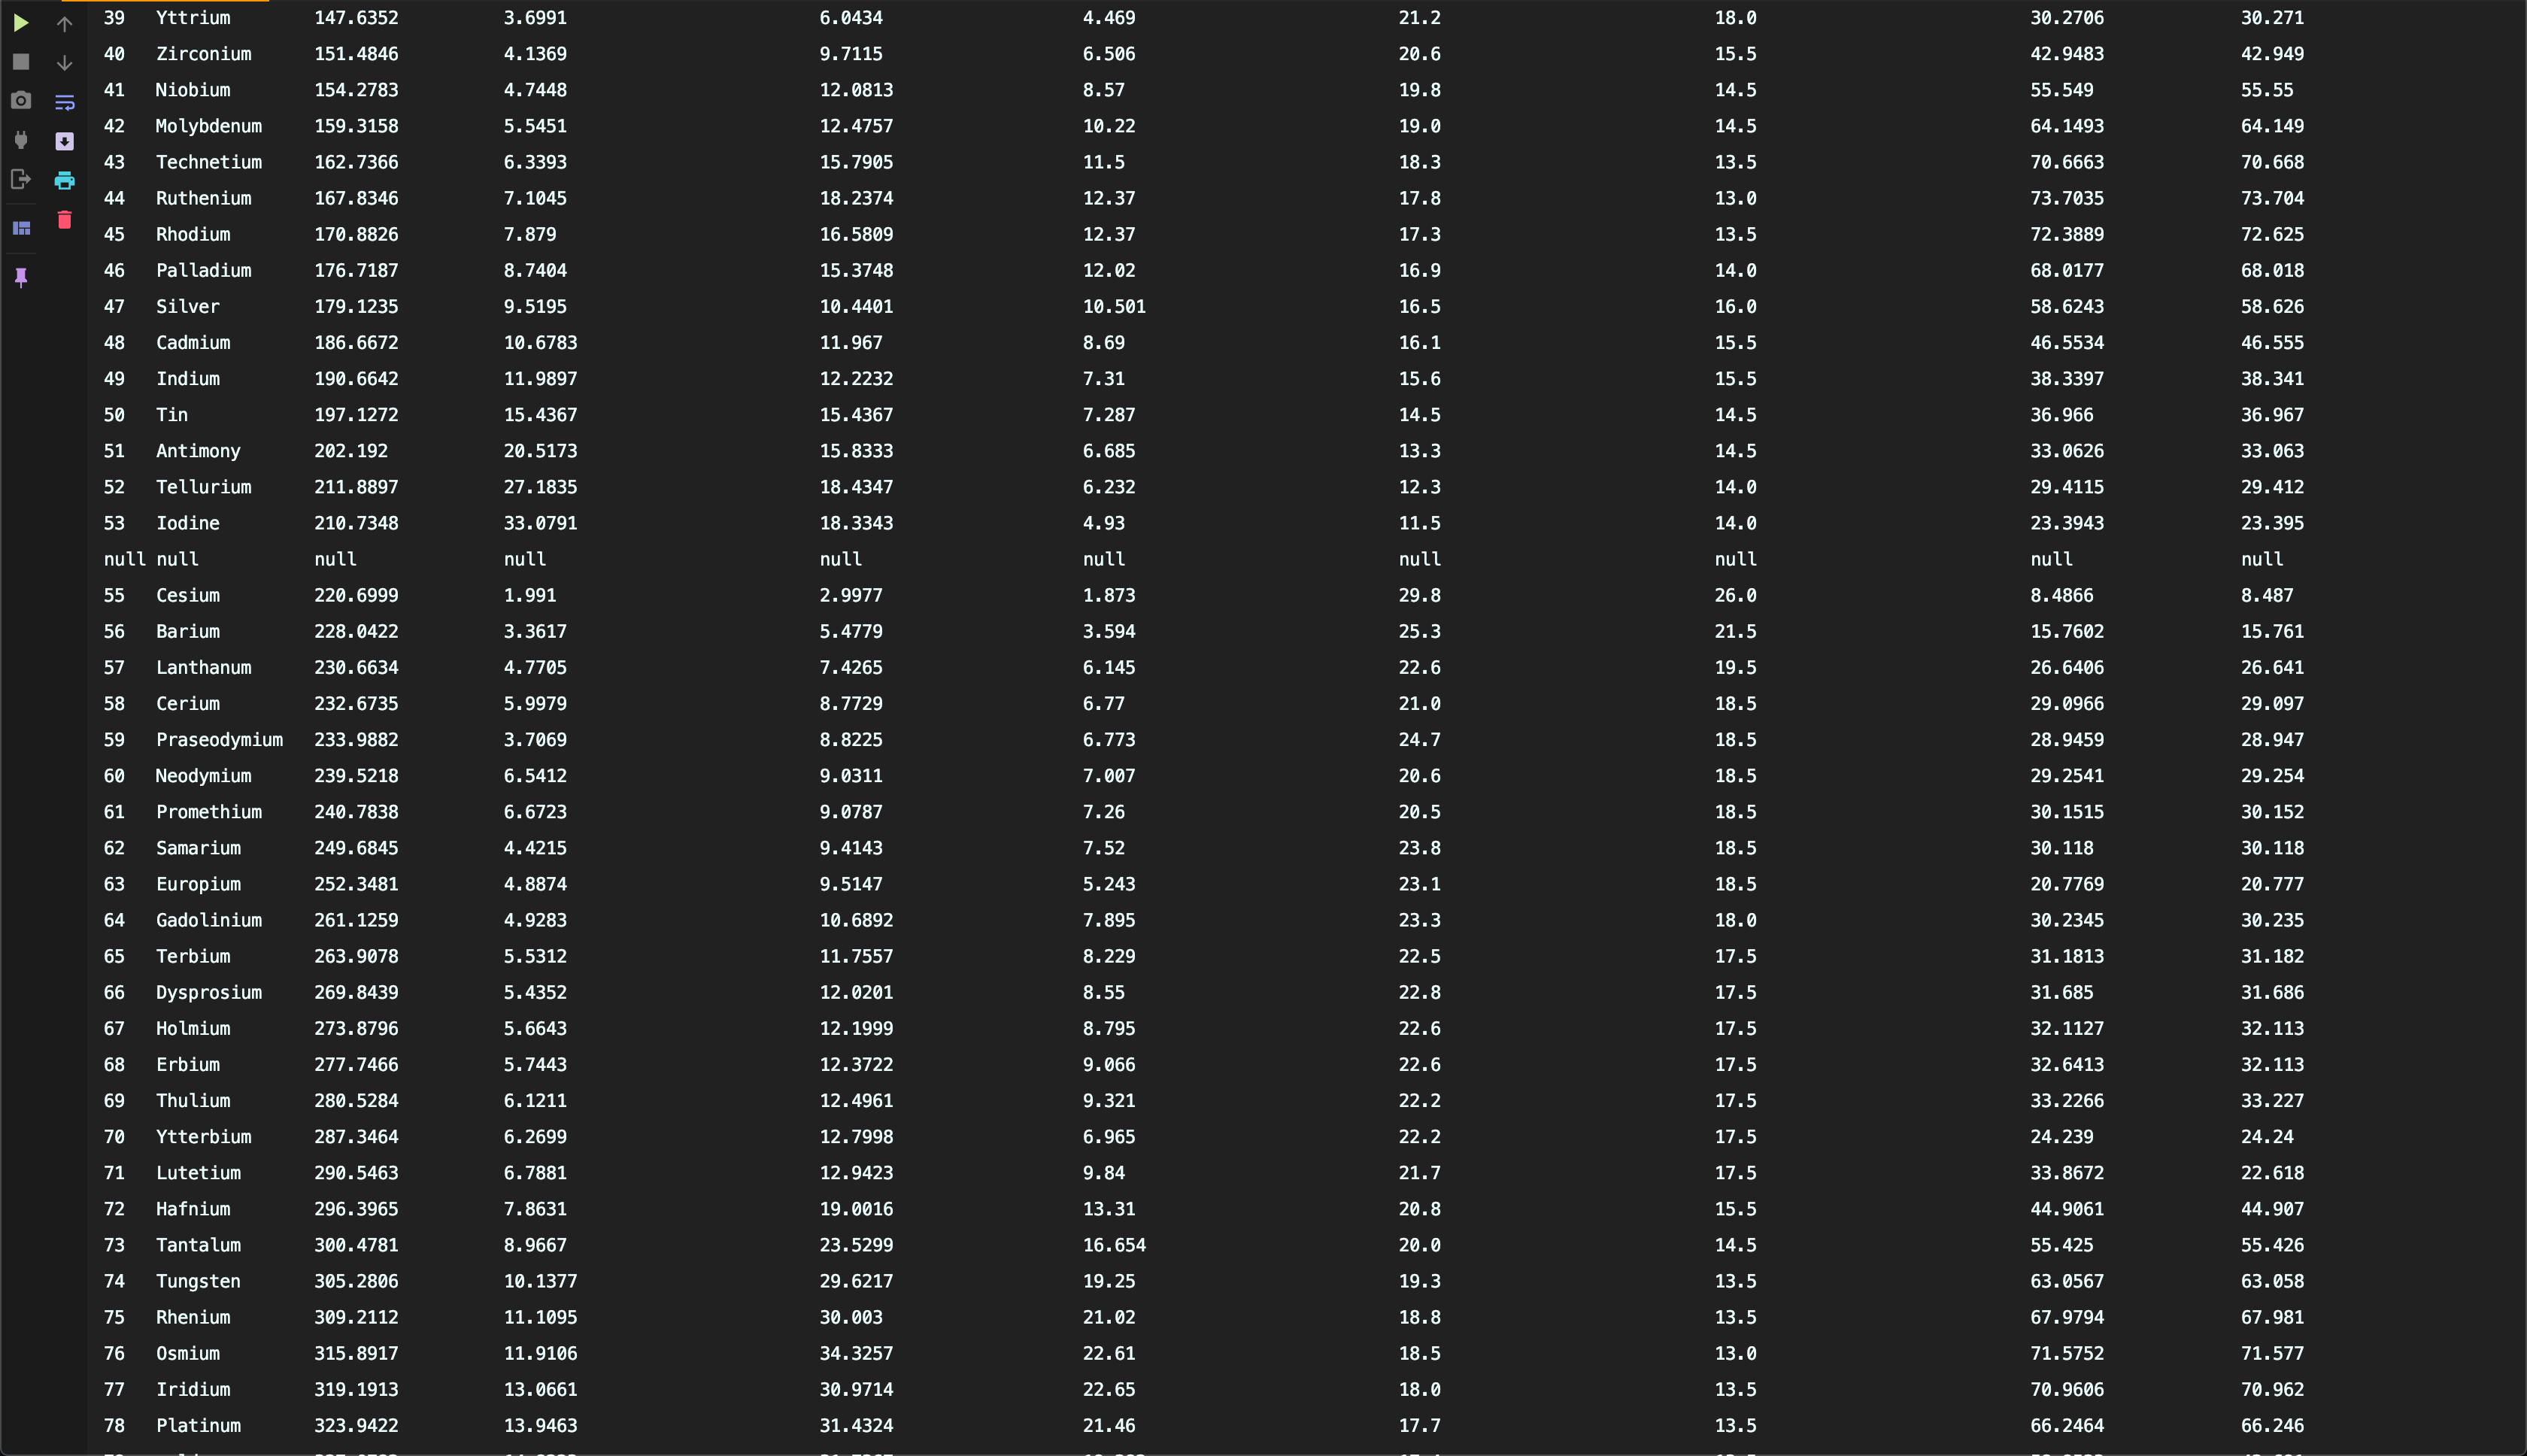 39 Yttrium 147.6352 3.6991 6.0434 4.469 21.2 18.0 30.2706 30.271
40 Zirconium 151.4846 4.1369 9.7115 6.506 20.6 15.5 42.9483 42.949
41 Niobium 154.2783 4.7448 12.0813 8.57 19.8 14.5 55.549 55.55
42 Molybdenum 159.3158 5.5451 12.4757 10.22 19.0 14.5 64.1493 64.149
43 Technetium 162.7366 6.3393 15.7905 11.5 18.3 13.5 70.6663 70.668
44 Ruthenium 167.8346 7.1045 18.2374 12.37 17.8 13.0 73.7035 73.704
45 Rhodium 170.8826 7.879 16.5809 12.37 17.3 13.5 72.3889 72.625
46 Palladium 176.7187 8.7404 15.3748 12.02 16.9 14.0 68.0177 68.018
47 Silver 179.1235 9.5195 10.4401 10.501 16.5 16.0 58.6243 58.626
48 Cadmium 186.6672 10.6783 11.967 8.69 16.1 15.5 46.5534 46.555
49 Indium 190.6642 11.9897 12.2232 7.31 15.6 15.5 38.3397 38.341
50 Tin 197.1272 15.4367 15.4367 7.287 14.5 14.5 36.966 36.967
51 Antimony 202.192 20.5173 15.8333 6.685 13.3 14.5 33.0626 33.063
52 Tellurium 211.8897 27.1835 18.4347 6.232 12.3 14.0 29.4115 29.412
53 Iodine 210.7348 33.0791 18.3343 4.93 11.5 14.0 23.3943 23.395
null null null null null null null null null null
55 Cesium 220.6999 1.991 2.9977 1.873 29.8 26.0 8.4866 8.487
56 Barium 228.0422 3.3617 5.4779 3.594 25.3 21.5 15.7602 15.761
57 Lanthanum 230.6634 4.7705 7.4265 6.145 22.6 19.5 26.6406 26.641
58 Cerium 232.6735 5.9979 8.7729 6.77 21.0 18.5 29.0966 29.097
59 Praseodymium 233.9882 3.7069 8.8225 6.773 24.7 18.5 28.9459 28.947
60 Neodymium 239.5218 6.5412 9.0311 7.007 20.6 18.5 29.2541 29.254
61 Promethium 240.7838 6.6723 9.0787 7.26 20.5 18.5 30.1515 30.152
62 Samarium 249.6845 4.4215 9.4143 7.52 23.8 18.5 30.118 30.118
63 Europium 252.3481 4.8874 9.5147 5.243 23.1 18.5 20.7769 20.777
64 Gadolinium 261.1259 4.9283 10.6892 7.895 23.3 18.0 30.2345 30.235
65 Terbium 263.9078 5.5312 11.7557 8.229 22.5 17.5 31.1813 31.182
66 Dysprosium 269.8439 5.4352 12.0201 8.55 22.8 17.5 31.685 31.686
67 Holmium 273.8796 5.6643 12.1999 8.795 22.6 17.5 32.1127 32.113
68 Erbium 277.7466 5.7443 12.3722 9.066 22.6 17.5 32.6413 32.113
69 Thulium 280.5284 6.1211 12.4961 9.321 22.2 17.5 33.2266 33.227
70 Ytterbium 287.3464 6.2699 12.7998 6.965 22.2 17.5 24.239 24.24
71 Lutetium 290.5463 6.7881 12.9423 9.84 21.7 17.5 33.8672 22.618
72 Hafnium 296.3965 7.8631 19.0016 13.31 20.8 15.5 44.9061 44.907
73 Tantalum 300.4781 8.9667 23.5299 16.654 20.0 14.5 55.425 55.426
74 Tungsten 305.2806 10.1377 29.6217 19.25 19.3 13.5 63.0567 63.058
75 Rhenium 309.2112 11.1095 30.003 21.02 18.8 13.5 67.9794 67.981
76 Osmium 315.8917 11.9106 34.3257 22.61 18.5 13.0 71.5752 71.577
77 Iridium 319.1913 13.0661 30.9714 22.65 18.0 13.5 70.9606 70.962
78 Platinum 323.9422 13.9463 31.4324 21.46 17.7 13.5 66.2464 66.246